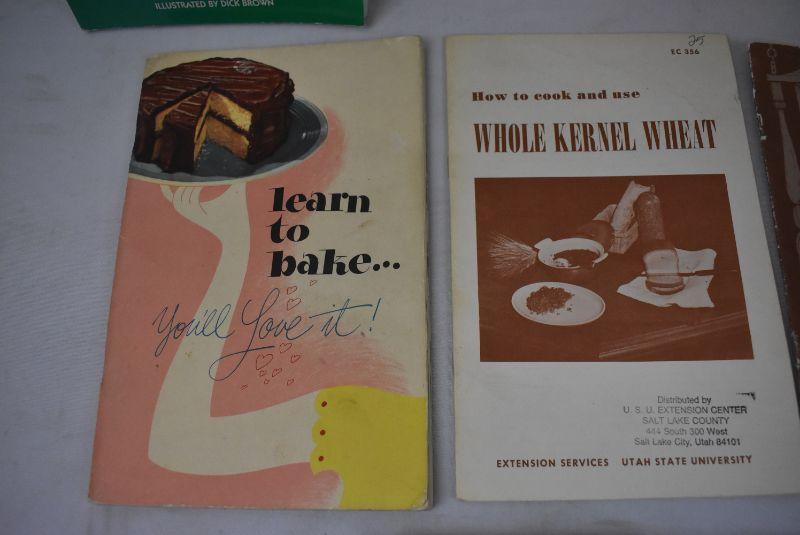 ILLUSTRATED BY DICK BROWN
learn
to
bake...
You'll Love it!
25
EC 356
How to cook and use
WHOLE KERNEL WHEAT
Distributed by
U. S. U. EXTENSION CENTER
SALT LAKE COUNTY
444 South 300 West
Salt Lake City, Utah 84101
EXTENSION SERVICES UTAH STATE UNIVERSITY